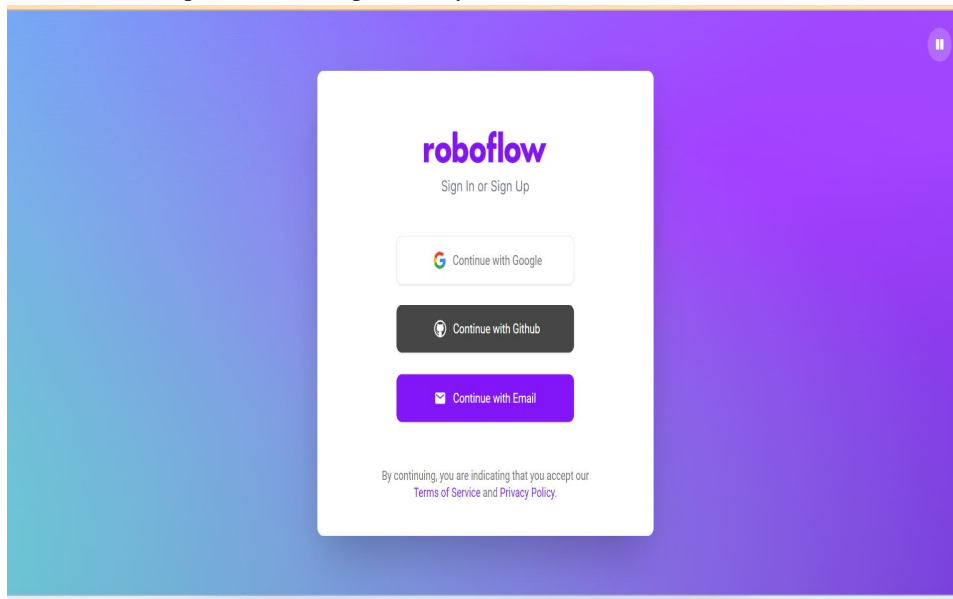 roboflow
Sign In or Sign Up
Continue with Google
Continue with Github
Continue with Email
By continuing, you are indicating that you accept our
Terms of Service and Privacy Policy.